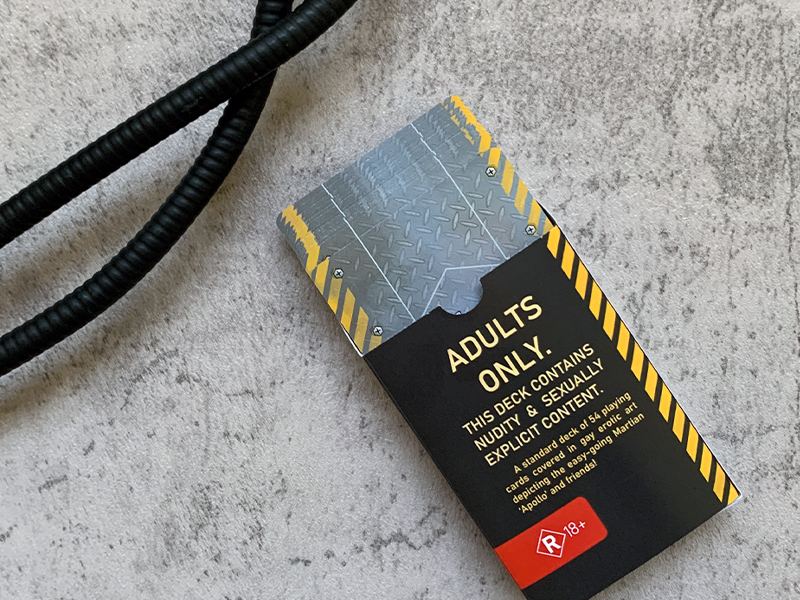 ADULTS
ONLY.
THIS DECK CONTAINS
NUDITY & SEXUALLY
EXPLICIT CONTENT.
A standard deck of 54 playing
cards covered in gay erotic art
depicting the easy-going Martian
'Apollo' and friends!
R 18+